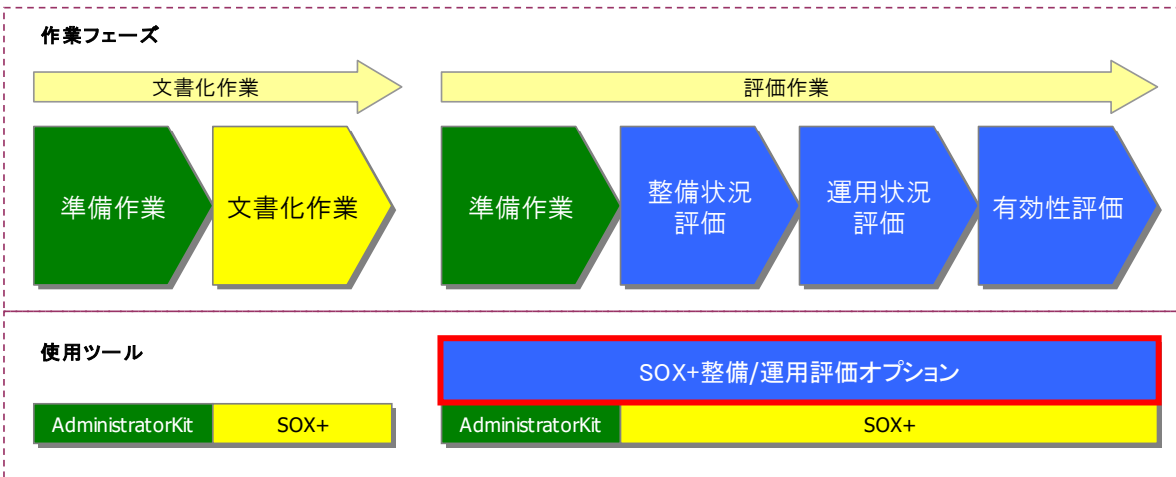 作業フェーズ
文書化作業
評価作業
準備作業
文書化作業
準備作業
整備状況
評価
運用状況
評価
有効性評価
使用ツール
SOX+整備/運用評価オプション
AdministratorKit
SOX+
AdministratorKit
SOX+